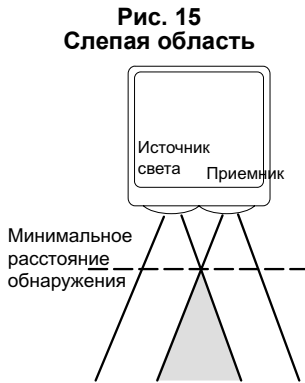 Рис. 15
Слепая область
Источник
света
Приемник
Минимальное
расстояние
обнаружения